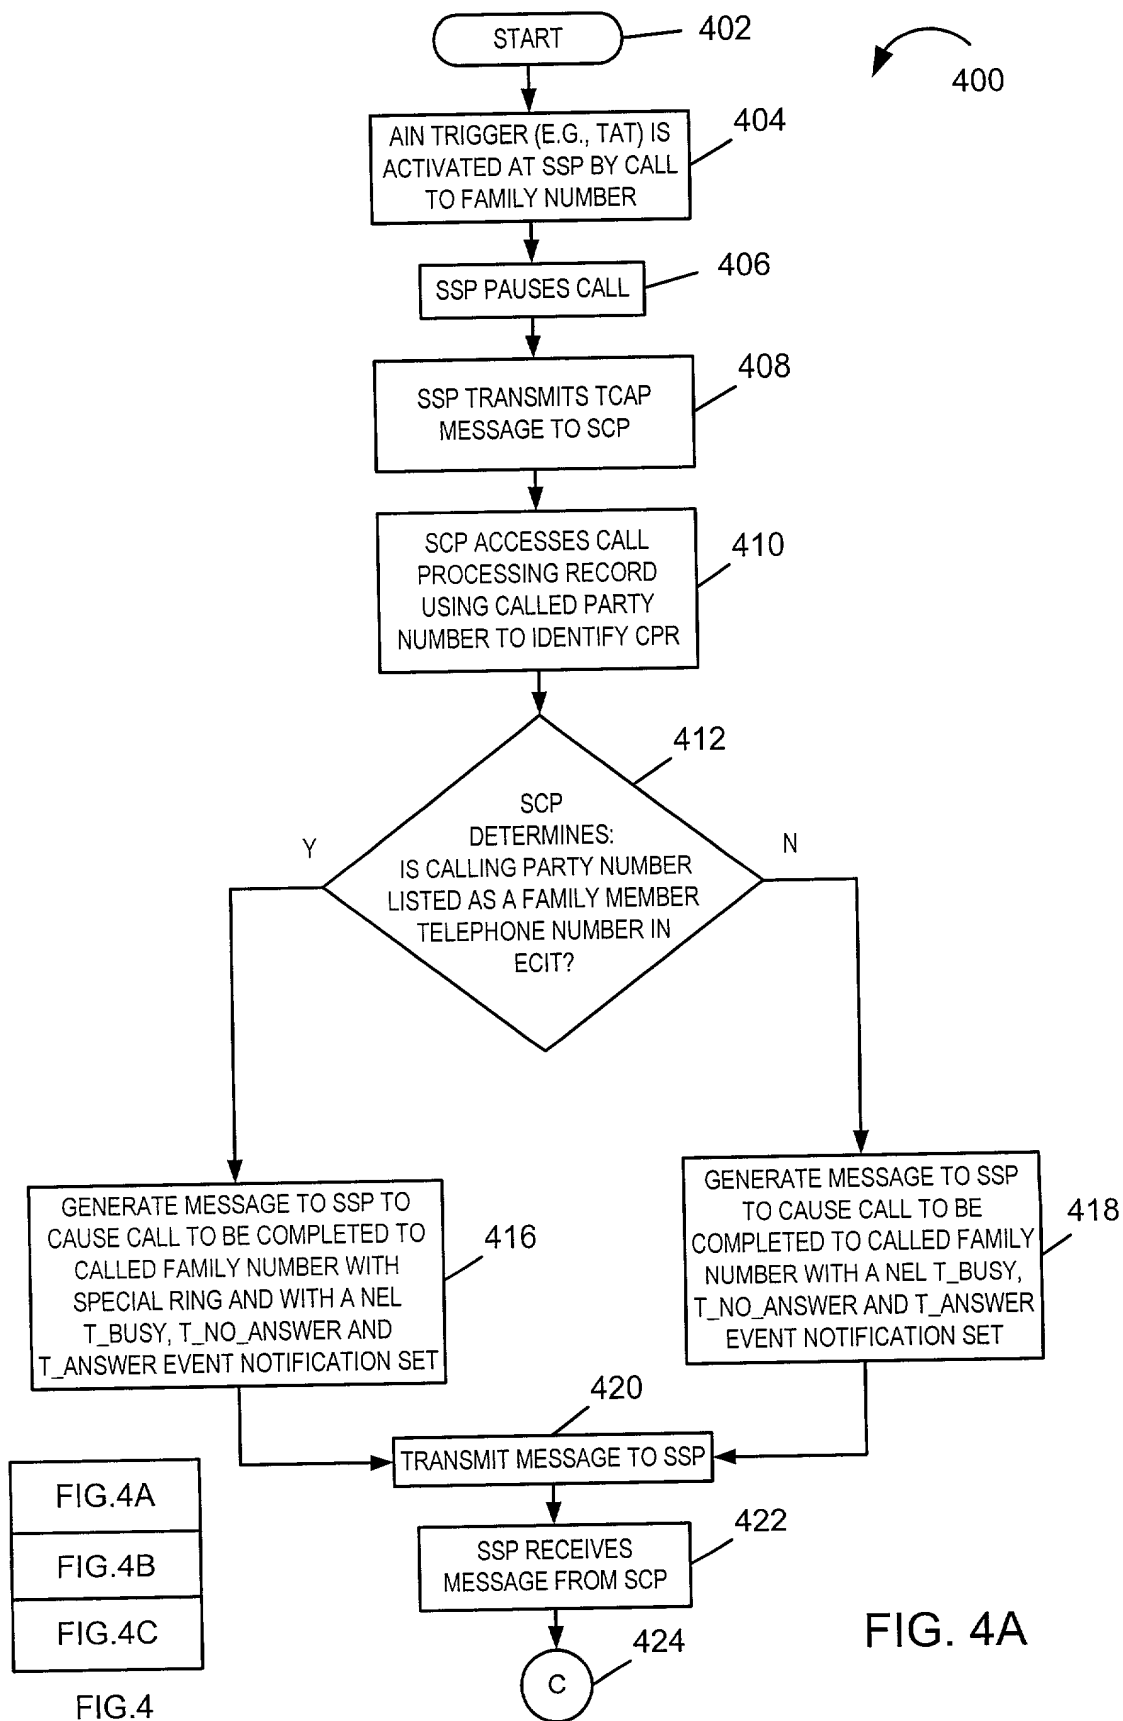 START
402
400
AIN TRIGGER (E.G., TAT) IS
ACTIVATED AT SSP BY CALL
TO FAMILY NUMBER
404
SSP PAUSES CALL
406
SSP TRANSMITS TCAP
MESSAGE TO SCP
408
SCP ACCESSES CALL
PROCESSING RECORD
USING CALLED PARTY
NUMBER TO IDENTIFY CPR
410
412
SCP
DETERMINES:
IS CALLING PARTY NUMBER
LISTED AS A FAMILY MEMBER
TELEPHONE NUMBER IN
ECIT?
Y
N
GENERATE MESSAGE TO SSP TO
CAUSE CALL TO BE COMPLETED TO
CALLED FAMILY NUMBER WITH
SPECIAL RING AND WITH A NEL
T_BUSY, T_NO_ANSWER AND
T_ANSWER EVENT NOTIFICATION SET
416
GENERATE MESSAGE TO SSP
TO CAUSE CALL TO BE
COMPLETED TO CALLED FAMILY
NUMBER WITH A NEL T_BUSY,
T_NO_ANSWER AND T_ANSWER
EVENT NOTIFICATION SET
418
420
TRANSMIT MESSAGE TO SSP
SSP RECEIVES
MESSAGE FROM SCP
422
C
424
FIG.4A
FIG.4B
FIG.4C
FIG.4
FIG. 4A